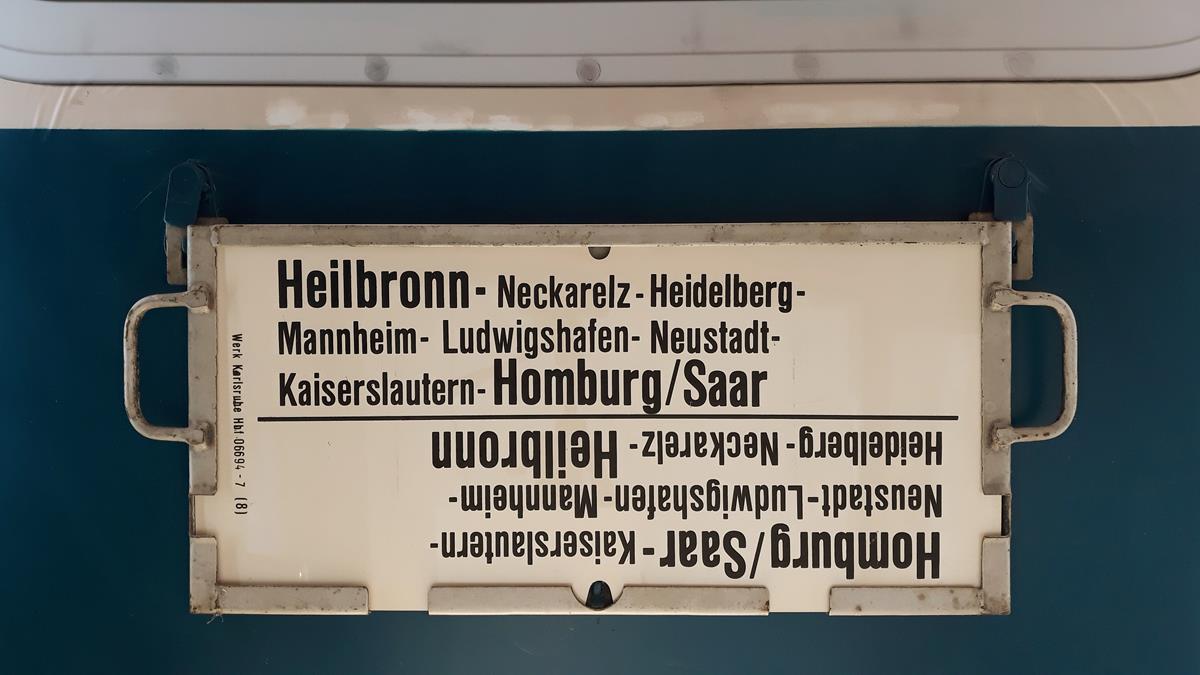 Heilbronn- Neckarelz-Heidelberg-
Mannheim- Ludwigshafen- Neustadt-
Kaiserslautern-Homburg/Saar
Homburg/Saar-Kaiserslautern-
Neustadt-Ludwigshafen-Mannheim-
Heidelberg-Neckarelz- Heilbronn
Werk Karlsruhe Hbf 06694-7 (8)